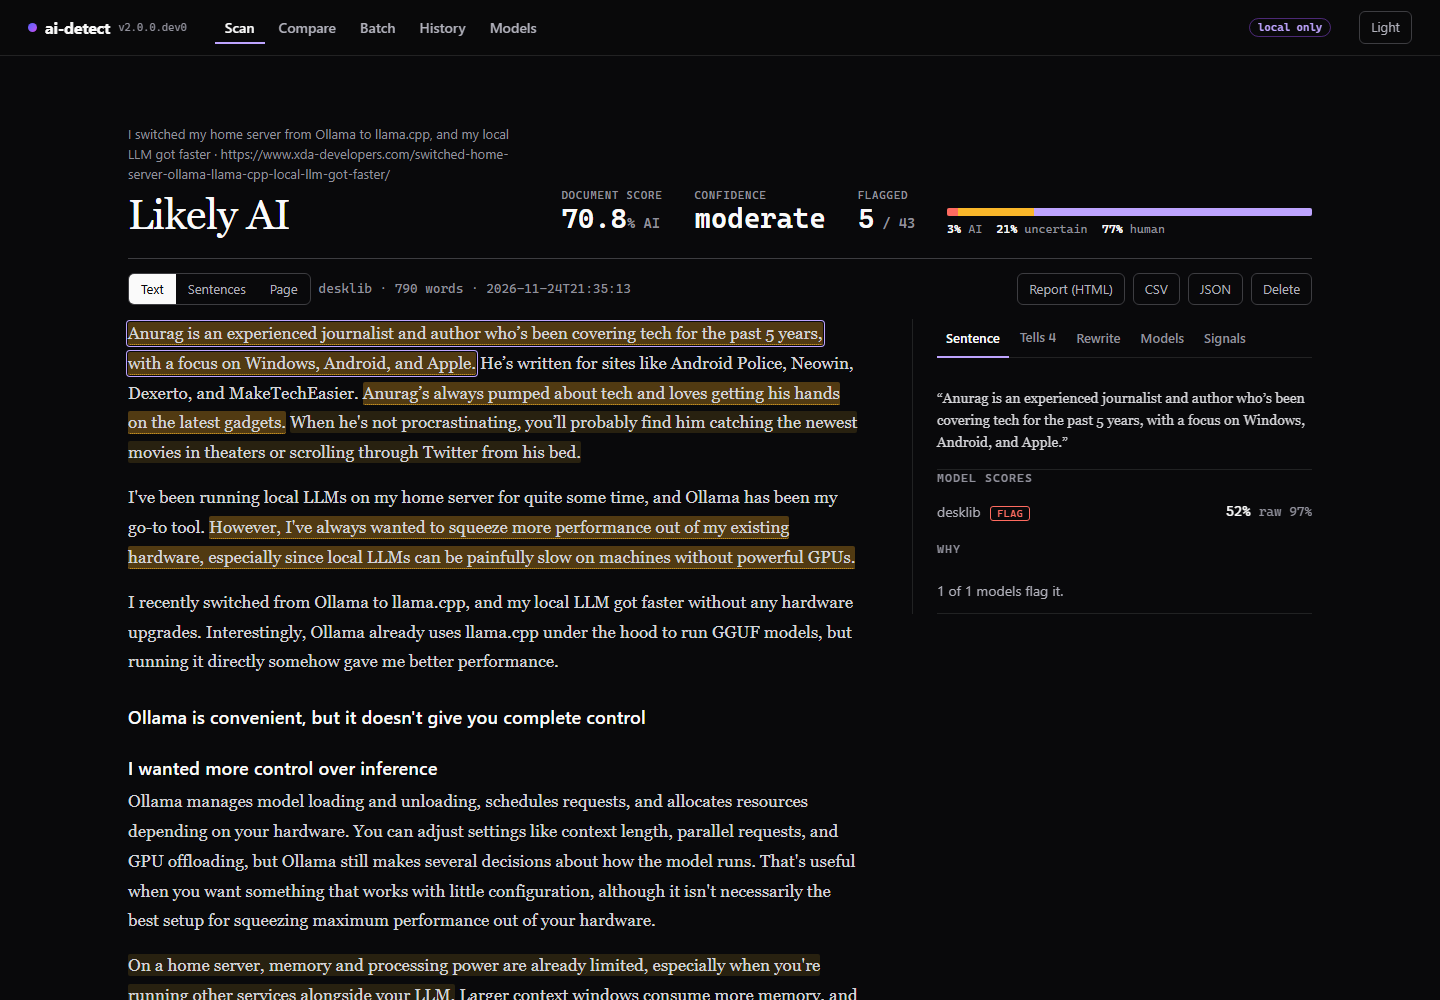 ai-detect v2.0.0.dev0 Scan Compare Batch History Models local only Light
I switched my home server from Ollama to llama.cpp, and my local
LLM got faster · https://www.xda-developers.com/switched-home-
server-ollama-llama-cpp-local-llm-got-faster/
Likely AI
DOCUMENT SCORE
70.8% AI
CONFIDENCE
moderate
FLAGGED
5 / 43
3% AI 21% uncertain 77% human
Text Sentences Page desklib · 790 words · 2026-11-24T21:35:13
Report (HTML) CSV JSON Delete
Anurag is an experienced journalist and author who’s been covering tech for the past 5 years,
with a focus on Windows, Android, and Apple. He’s written for sites like Android Police, Neowin,
Dexerto, and MakeTechEasier. Anurag’s always pumped about tech and loves getting his hands
on the latest gadgets. When he's not procrastinating, you’ll probably find him catching the newest
movies in theaters or scrolling through Twitter from his bed.
I've been running local LLMs on my home server for quite some time, and Ollama has been my
go-to tool. However, I've always wanted to squeeze more performance out of my existing
hardware, especially since local LLMs can be painfully slow on machines without powerful GPUs.
I recently switched from Ollama to llama.cpp, and my local LLM got faster without any hardware
upgrades. Interestingly, Ollama already uses llama.cpp under the hood to run GGUF models, but
running it directly somehow gave me better performance.
Ollama is convenient, but it doesn't give you complete control
I wanted more control over inference
Ollama manages model loading and unloading, schedules requests, and allocates resources
depending on your hardware. You can adjust settings like context length, parallel requests, and
GPU offloading, but Ollama still makes several decisions about how the model runs. That's useful
when you want something that works with little configuration, although it isn't necessarily the
best setup for squeezing maximum performance out of your hardware.
On a home server, memory and processing power are already limited, especially when you're
running other services alongside your LLM. Larger context windows consume more memory, and
Sentence Tells 4 Rewrite Models Signals
“Anurag is an experienced journalist and author who’s been
covering tech for the past 5 years, with a focus on Windows,
Android, and Apple.”
MODEL SCORES
desklib FLAG 52% raw 97%
WHY
1 of 1 models flag it.